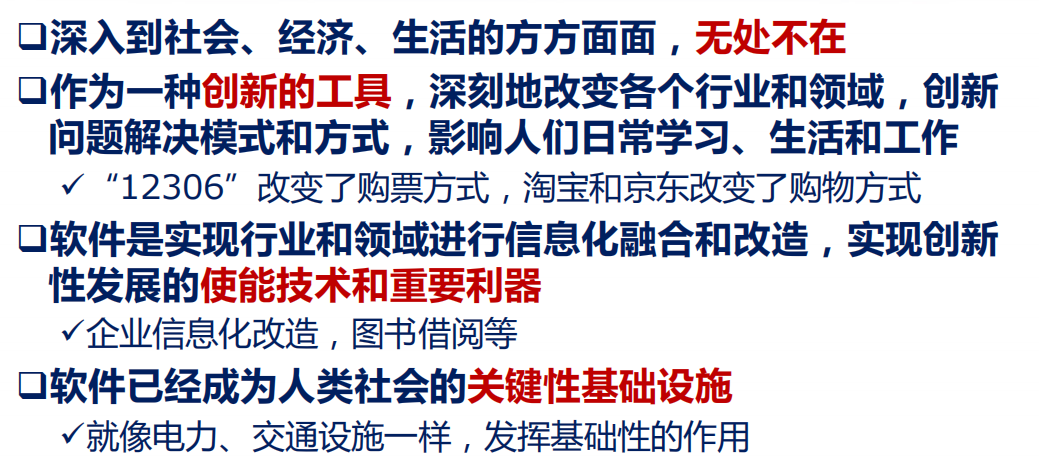 ❑深入到社会、经济、生活的方方面面，无处不在
❑作为一种创新的工具，深刻地改变各个行业和领域，创新
问题解决模式和方式，影响人们日常学习、生活和工作
✓“12306”改变了购票方式，淘宝和京东改变了购物方式
❑软件是实现行业和领域进行信息化融合和改造，实现创新
性发展的使能技术和重要利器
✓企业信息化改造，图书借阅等
❑软件已经成为人类社会的关键性基础设施
✓就像电力、交通设施一样，发挥基础性的作用